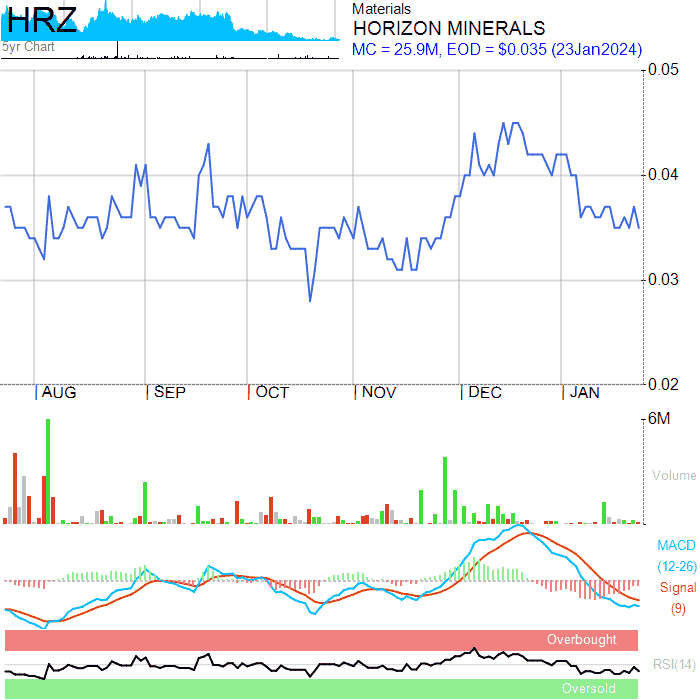 HRZ
5yr Chart
Materials
HORIZON MINERALS
MC = 25.9M, EOD = $0.035 (23Jan2024)
0.05
0.04
0.03
0.02
AUG SEP OCT NOV DEC JAN
6M
Volume
MACD
(12-26)
Signal
(9)
Overbought
RSI(14)
Oversold